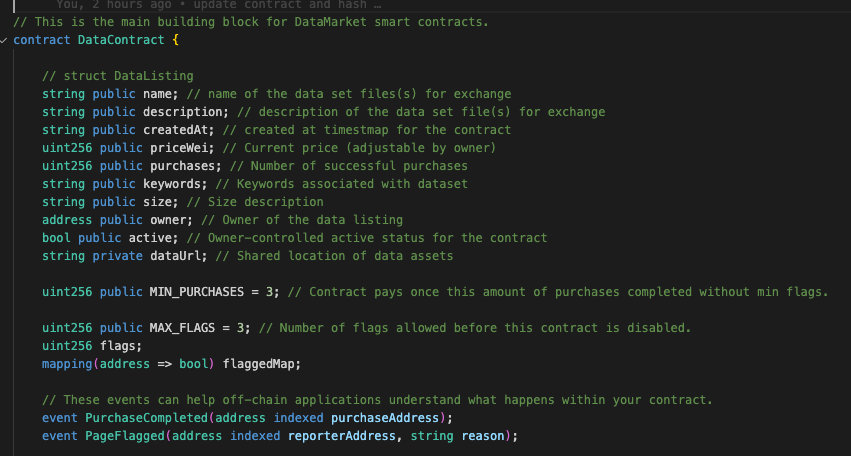 You, 2 hours ago • update contract and hash …
// This is the main building block for DataMarket smart contracts.
contract DataContract {
// struct DataListing
string public name; // name of the data set files(s) for exchange
string public description; // description of the data set file(s) for exchange
string public createdAt; // created at timestmap for the contract
uint256 public priceWei; // Current price (adjustable by owner)
uint256 public purchases; // Number of successful purchases
string public keywords; // Keywords associated with dataset
string public size; // Size description
address public owner; // Owner of the data listing
bool public active; // Owner-controlled active status for the contract
string private dataUrl; // Shared location of data assets
uint256 public MIN_PURCHASES = 3; // Contract pays once this amount of purchases completed without min flags.
uint256 public MAX_FLAGS = 3; // Number of flags allowed before this contract is disabled.
uint256 flags;
mapping(address => bool) flaggedMap;
// These events can help off-chain applications understand what happens within your contract.
event PurchaseCompleted(address indexed purchaseAddress);
event PageFlagged(address indexed reporterAddress, string reason);